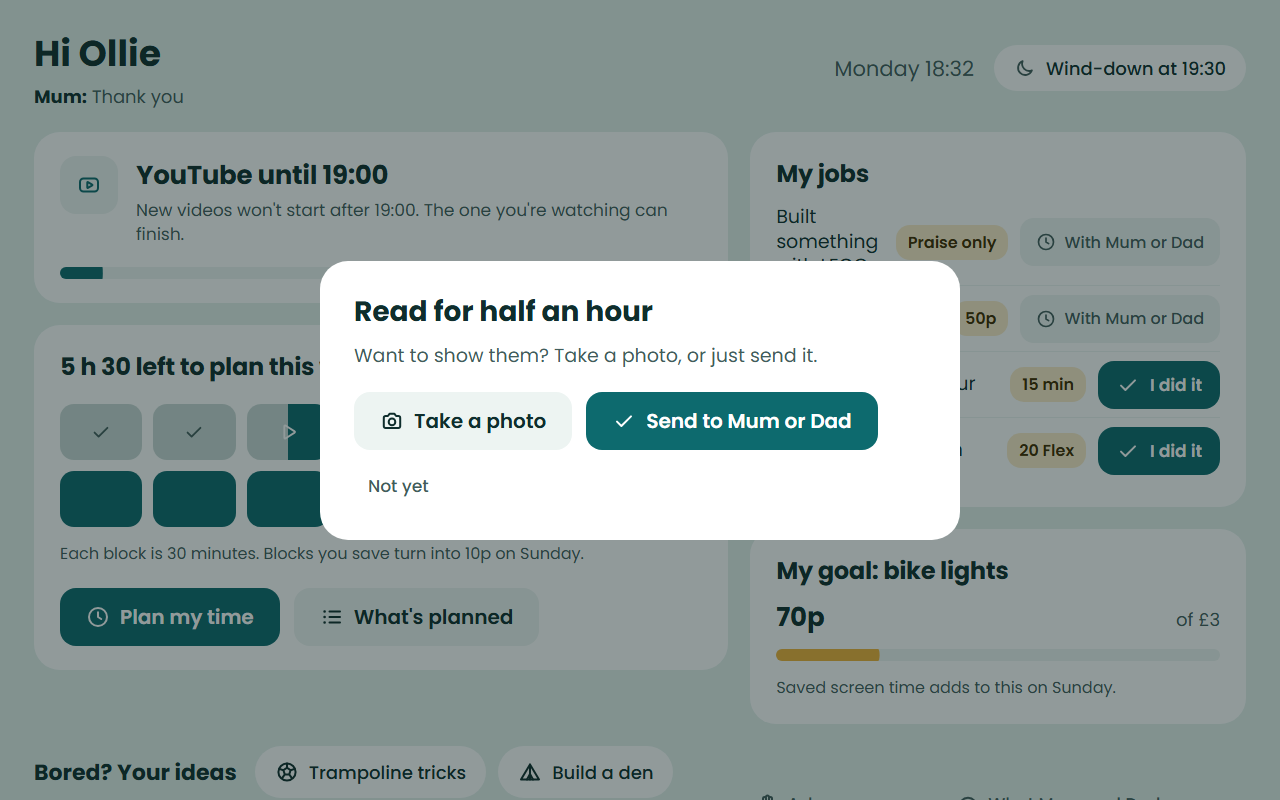 Hi Ollie
Mum: Thank you
Monday 18:32
Wind-down at 19:30
YouTube until 19:00
New videos won't start after 19:00. The one you're watching can
finish.
My jobs
Built
something
Praise only
With Mum or Dad
50p
With Mum or Dad
15 min
I did it
20 Flex
I did it
Read for half an hour
Want to show them? Take a photo, or just send it.
Take a photo
Send to Mum or Dad
Not yet
5 h 30 left to plan this
Each block is 30 minutes. Blocks you save turn into 10p on Sunday.
Plan my time
What's planned
My goal: bike lights
70p
of £3
Saved screen time adds to this on Sunday.
Bored? Your ideas
Trampoline tricks
Build a den